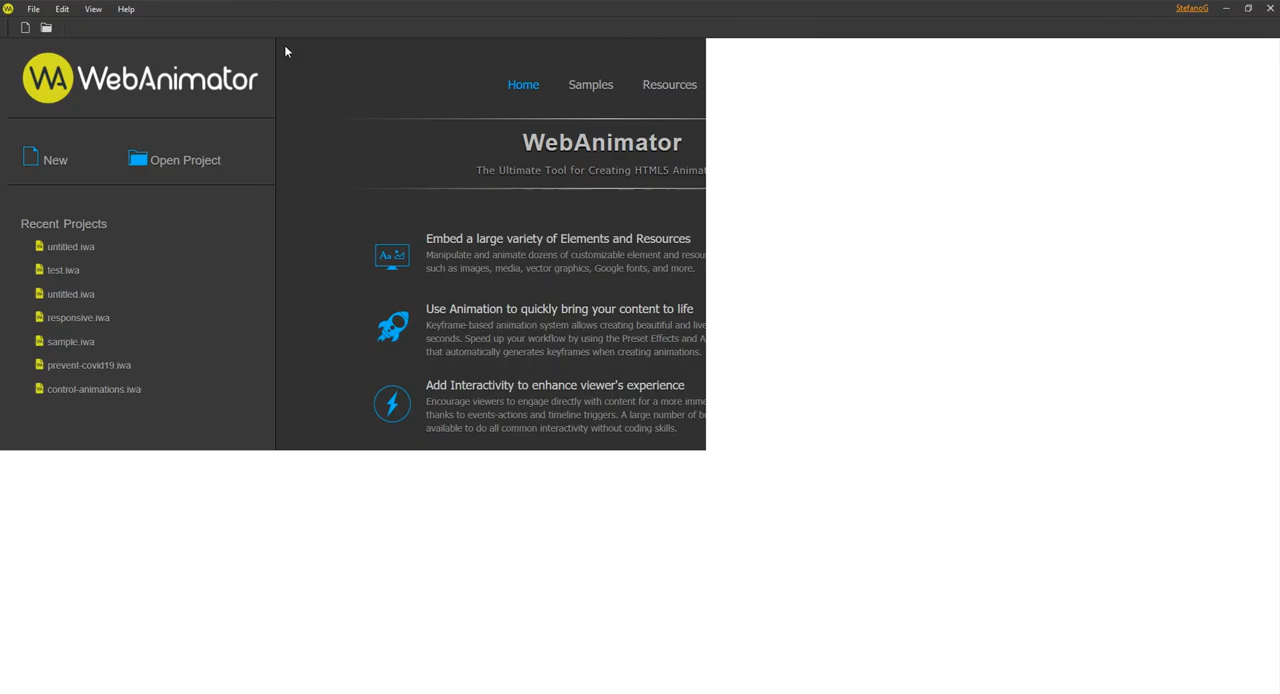 File Edit View Help StefanoG
WebAnimator
New Open Project
Recent Projects
untitled.iwa
test.iwa
untitled.iwa
responsive.iwa
sample.iwa
prevent-covid19.iwa
control-animations.iwa
Home Samples Resources
WebAnimator
The Ultimate Tool for Creating HTML5 Animat
Embed a large variety of Elements and Resources
Manipulate and animate dozens of customizable element and resou
such as images, media, vector graphics, Google fonts, and more.
Use Animation to quickly bring your content to life
Keyframe-based animation system allows creating beautiful and live
seconds. Speed up your workflow by using the Preset Effects and A
that automatically generates keyframes when creating animations.
Add Interactivity to enhance viewer's experience
Encourage viewers to engage directly with content for a more imme
thanks to events-actions and timeline triggers. A large number of b
available to do all common interactivity without coding skills.